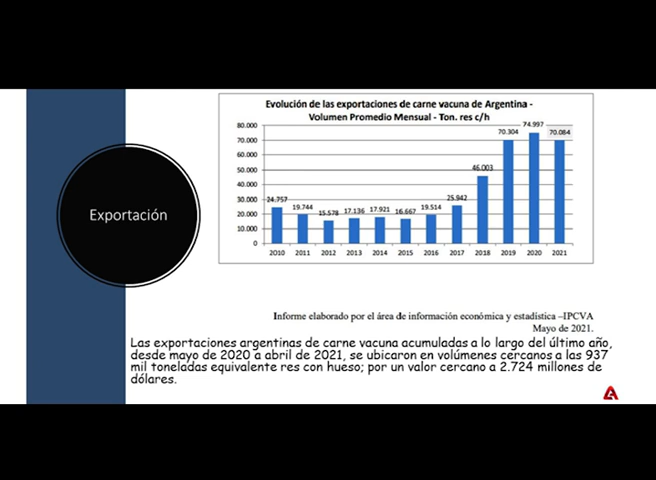 Exportación
Evolución de las exportaciones de carne vacuna de Argentina -
Volumen Promedio Mensual - Ton. res c/h
80.000
70.000
60.000
50.000
40.000
30.000
20.000
10.000
0
24.757
19.744
15.578
17.136
17.921
16.667
19.514
25.942
46.003
70.304
74.997
70.084
2010 2011 2012 2013 2014 2015 2016 2017 2018 2019 2020 2021
Informe elaborado por el área de información económica y estadística –IPCVA
Mayo de 2021.
Las exportaciones argentinas de carne vacuna acumuladas a lo largo del último año,
desde mayo de 2020 a abril de 2021, se ubicaron en volúmenes cercanos a las 937
mil toneladas equivalente res con hueso; por un valor cercano a 2.724 millones de
dólares.